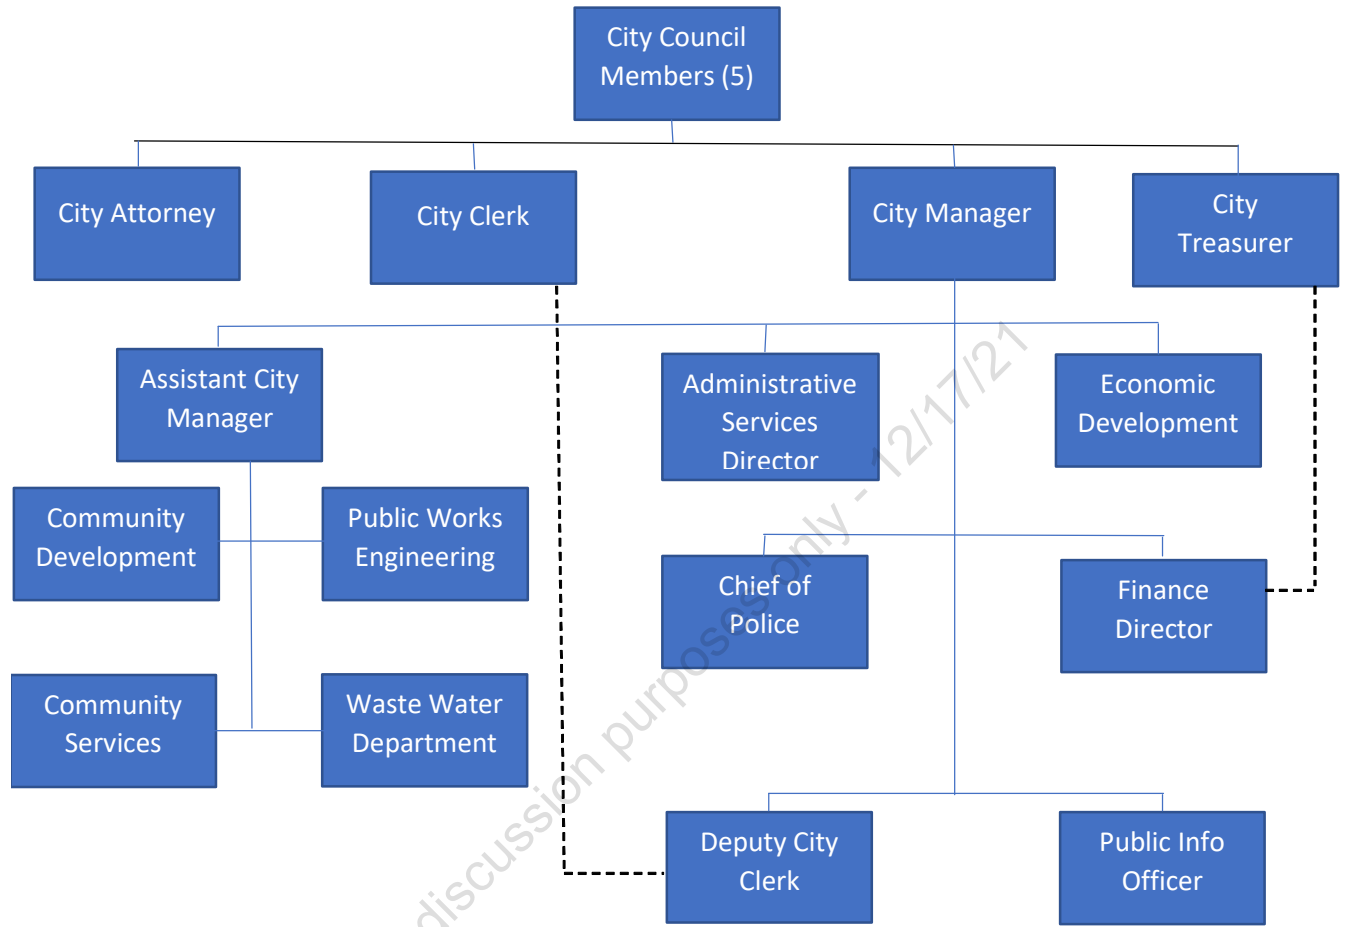 City Council
Members (5)
City Attorney
City Clerk
City Manager
City
Treasurer
Assistant City
Manager
Administrative
Services
Director
Economic
Development
Community
Development
Public Works
Engineering
Chief of
Police
Finance
Director
Community
Services
Waste Water
Department
Deputy City
Clerk
Public Info
Officer
discussion purposes only - 12/17/21